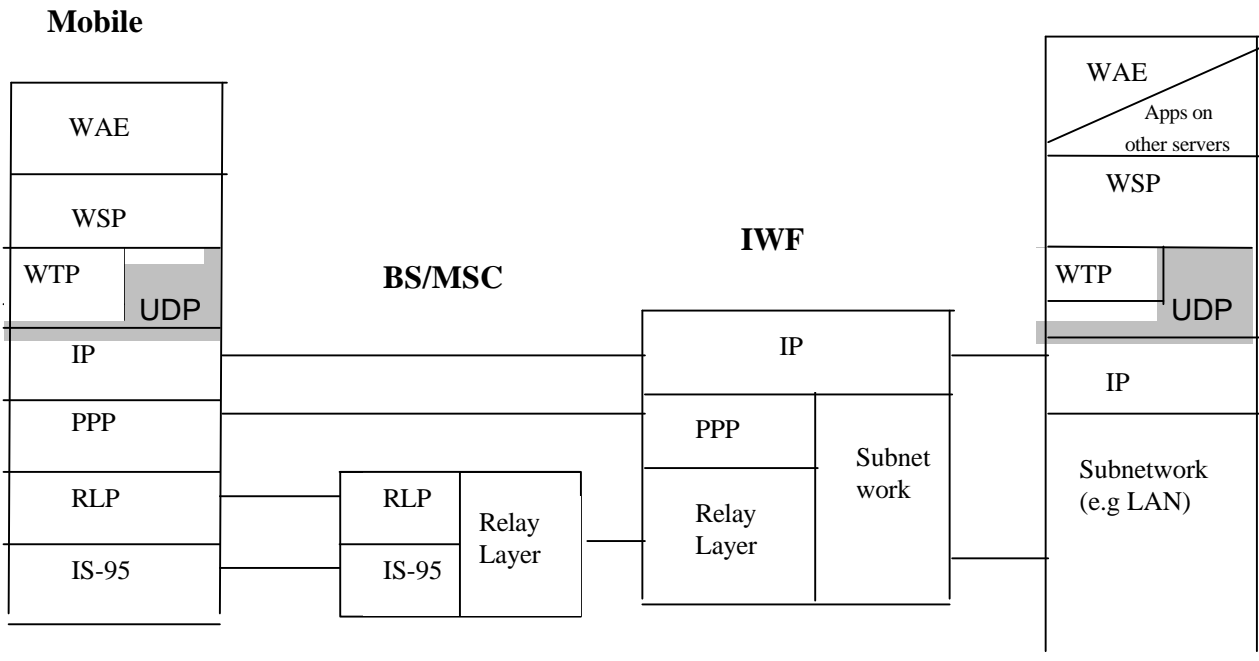 Mobile
WAE
WSP
WTP
UDP
IP
PPP
RLP
IS-95
BS/MSC
RLP
IS-95
Relay
Layer
IWF
IP
PPP
Relay
Layer
Subnet
work
WAE
Apps on
other servers
WSP
WTP
UDP
IP
Subnetwork
(e.g LAN)